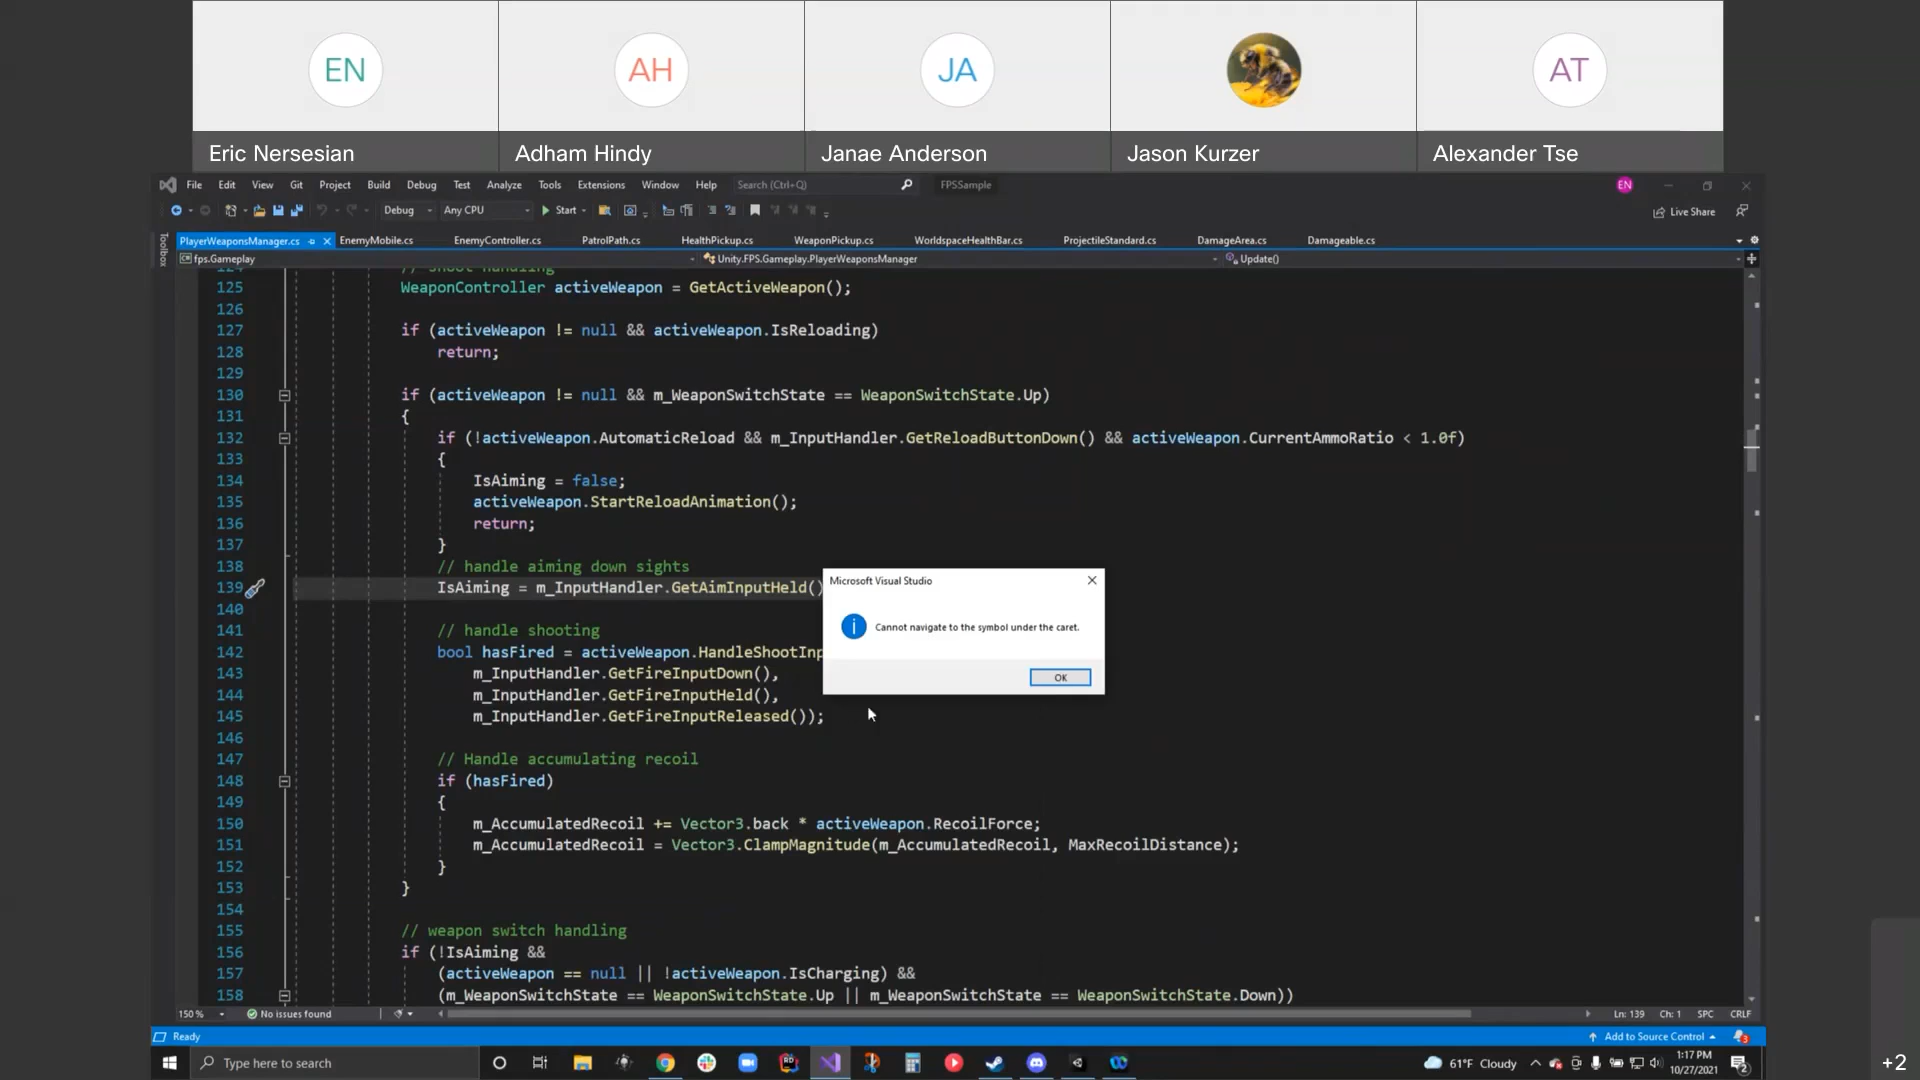 EN
AH
JA
AT
Eric Nersesian
Adham Hindy
Janae Anderson
Jason Kurzer
Alexander Tse
File Edit View Git Project Build Debug Test Analyze Tools Extensions Window Help Search (Ctrl+Q) FPSSample EN
Debug Any CPU Start Live Share
Toolbox
PlayerWeaponsManager.cs EnemyMobile.cs EnemyController.cs PatrolPath.cs HealthPickup.cs WeaponPickup.cs WorldspaceHealthBar.cs ProjectileStandard.cs DamageArea.cs Damageable.cs
fps.Gameplay Unity.FPS.Gameplay.PlayerWeaponsManager Update()
124 // shoot handling
125 WeaponController activeWeapon = GetActiveWeapon();
126
127 if (activeWeapon != null && activeWeapon.IsReloading)
128 return;
129
130 if (activeWeapon != null && m_WeaponSwitchState == WeaponSwitchState.Up)
131 {
132 if (!activeWeapon.AutomaticReload && m_InputHandler.GetReloadButtonDown() && activeWeapon.CurrentAmmoRatio < 1.0f)
133 {
134 IsAiming = false;
135 activeWeapon.StartReloadAnimation();
136 return;
137 }
138 // handle aiming down sights
139 IsAiming = m_InputHandler.GetAimInputHeld()
140
141 // handle shooting
142 bool hasFired = activeWeapon.HandleShootInp
143 m_InputHandler.GetFireInputDown(),
144 m_InputHandler.GetFireInputHeld(),
145 m_InputHandler.GetFireInputReleased());
146
147 // Handle accumulating recoil
148 if (hasFired)
149 {
150 m_AccumulatedRecoil += Vector3.back * activeWeapon.RecoilForce;
151 m_AccumulatedRecoil = Vector3.ClampMagnitude(m_AccumulatedRecoil, MaxRecoilDistance);
152 }
153 }
154
155 // weapon switch handling
156 if (!IsAiming &&
157 (activeWeapon == null || !activeWeapon.IsCharging) &&
158 (m_WeaponSwitchState == WeaponSwitchState.Up || m_WeaponSwitchState == WeaponSwitchState.Down))
Microsoft Visual Studio
Cannot navigate to the symbol under the caret.
OK
150 % No issues found Ln: 139 Ch: 1 SPC CRLF
Ready Add to Source Control 3
Type here to search 61°F Cloudy 1:17 PM
10/27/2021 2
+2